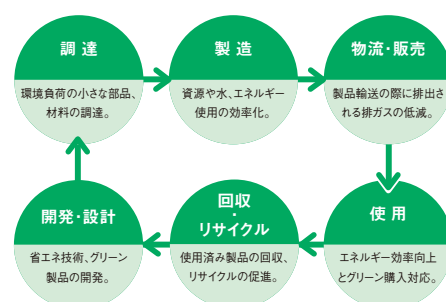 調達
環境負荷の小さな部品、
材料の調達。
製造
資源や水、エネルギー
使用の効率化。
物流・販売
製品輸送の際に排出さ
れる排ガスの低減。
使用
エネルギー効率向上
とグリーン購入対応。
回収
・
リサイクル
使用済み製品の回収、
リサイクルの促進。
開発・設計
省エネ技術、グリーン
製品の開発。